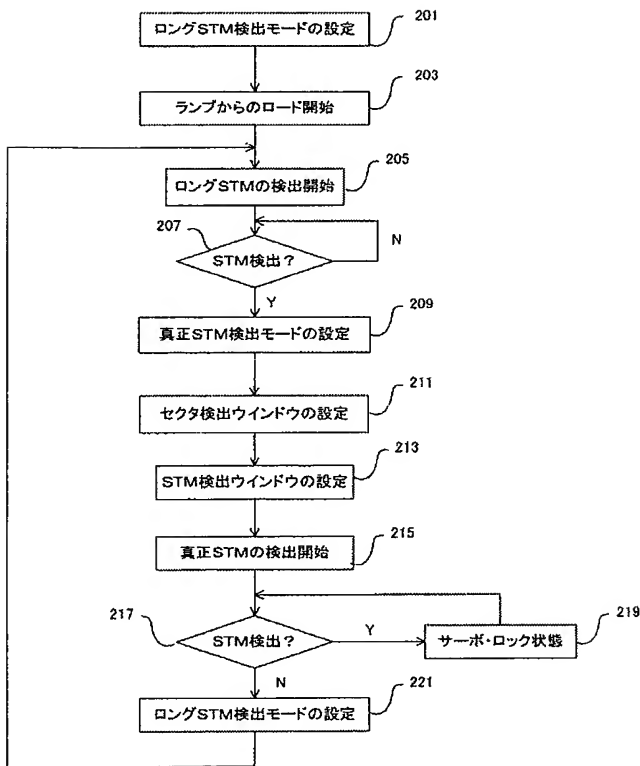 ロングSTM検出モードの設定
201
ランプからのロード開始
203
ロングSTMの検出開始
205
207
STM検出?
N
Y
真正STM検出モードの設定
209
セクタ検出ウインドウの設定
211
STM検出ウインドウの設定
213
真正STMの検出開始
215
217
STM検出?
Y
サーボ・ロック状態
219
N
ロングSTM検出モードの設定
221